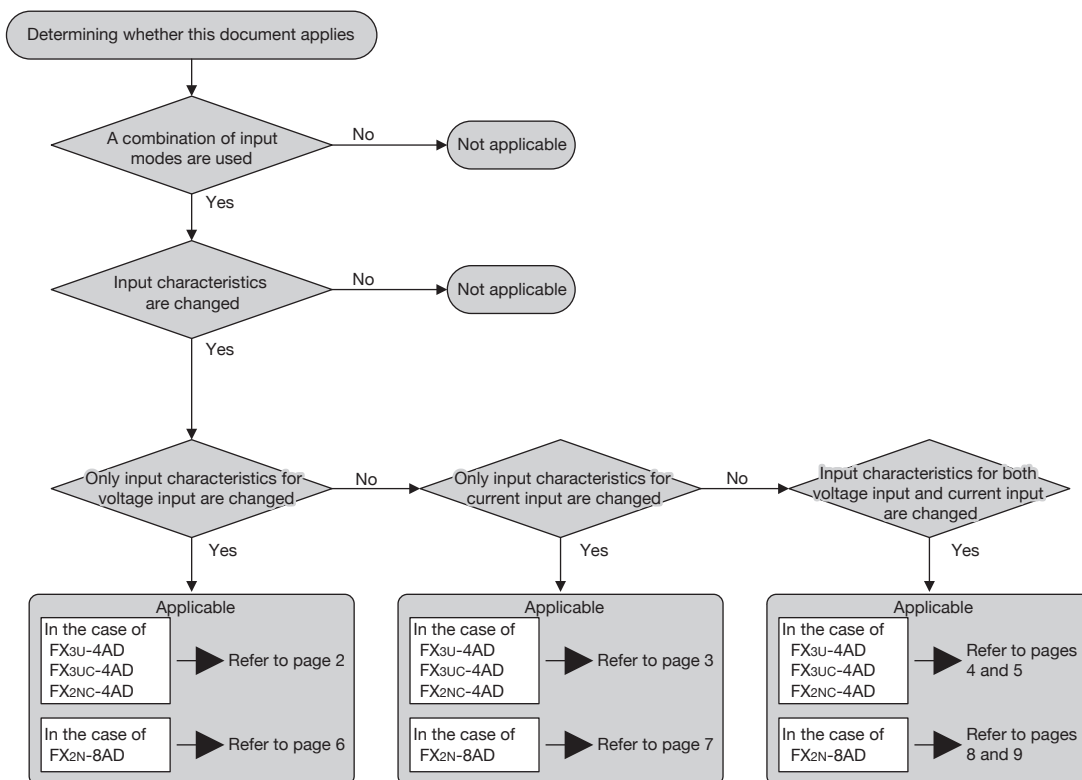 Determining whether this document applies
A combination of input
modes are used
No
Not applicable
Yes
Input characteristics
are changed
No
Not applicable
Yes
Only input characteristics for
voltage input are changed
No
Only input characteristics for
current input are changed
No
Input characteristics for both
voltage input and current input
are changed
Yes
Yes
Yes
Applicable
In the case of
FX3U-4AD
FX3UC-4AD
FX2NC-4AD
Refer to page 2
In the case of
FX2N-8AD
Refer to page 6
Applicable
In the case of
FX3U-4AD
FX3UC-4AD
FX2NC-4AD
Refer to page 3
In the case of
FX2N-8AD
Refer to page 7
Applicable
In the case of
FX3U-4AD
FX3UC-4AD
FX2NC-4AD
Refer to pages
4 and 5
In the case of
FX2N-8AD
Refer to pages
8 and 9